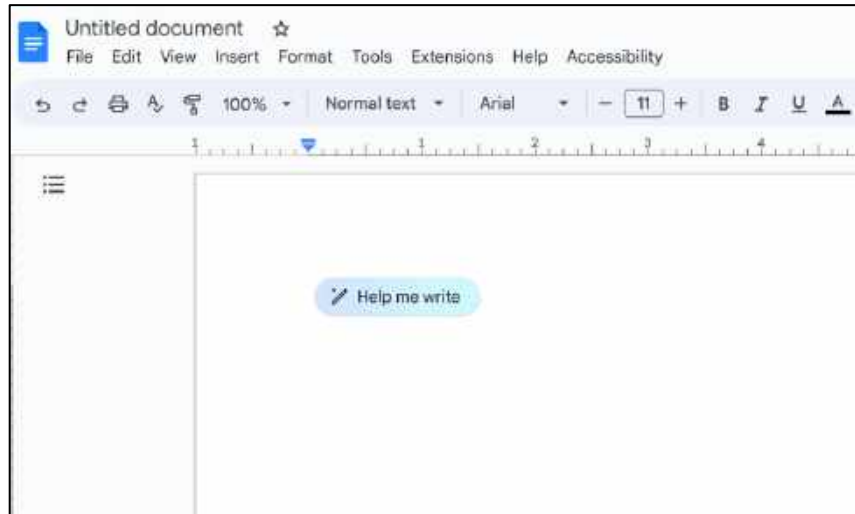 Untitled document
File Edit View Insert Format Tools Extensions Help Accessibility
100% Normal text Arial 11 B I U A
1 1 2 3 4
Help me write